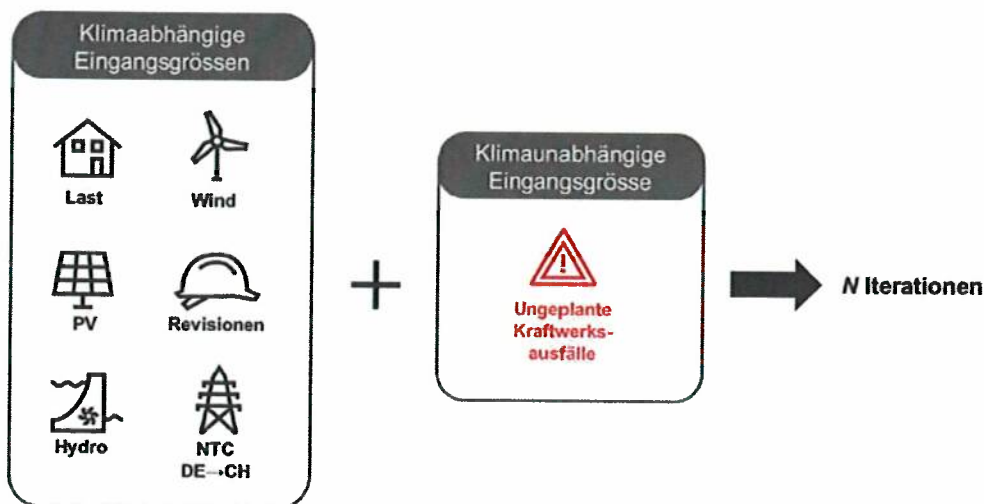 Klimaabhängige
Eingangsgrössen
Last
Wind
PV
Revisionen
Hydro
NTC
DE→CH
+
Klimaunabhängige
Eingangsgrösse
!
Ungeplante
Kraftwerks-
ausfälle
N Iterationen